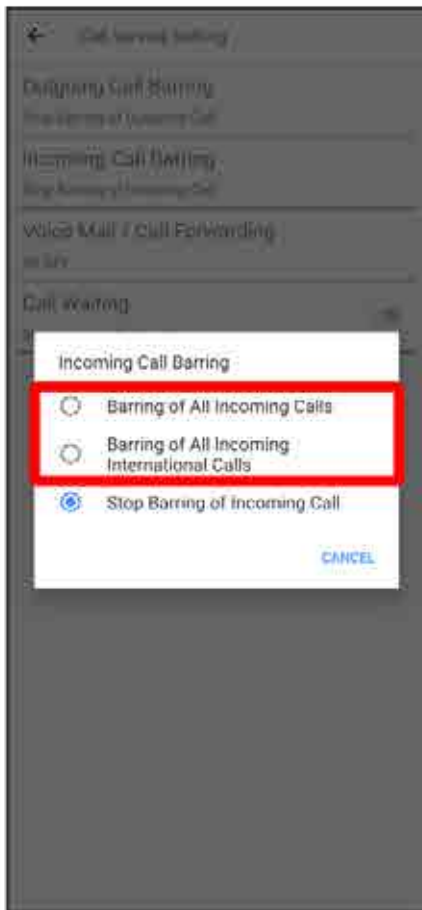 Outgoing Call Barring
Incoming Call Barring
Voice Mail / Call Forwarding
Call Waiting
Incoming Call Barring
Barring of All Incoming Calls
Barring of All Incoming
International Calls
Stop Barring of Incoming Call
CANCEL